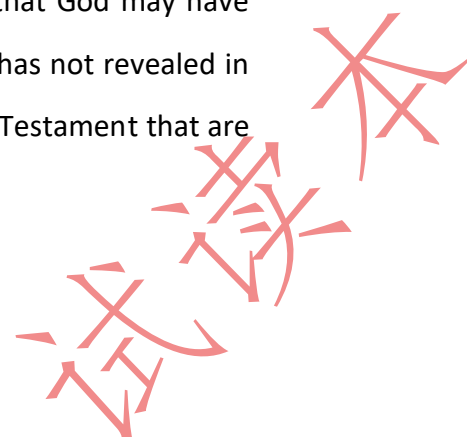 that God may have
has not revealed in
Testament that are
试读本